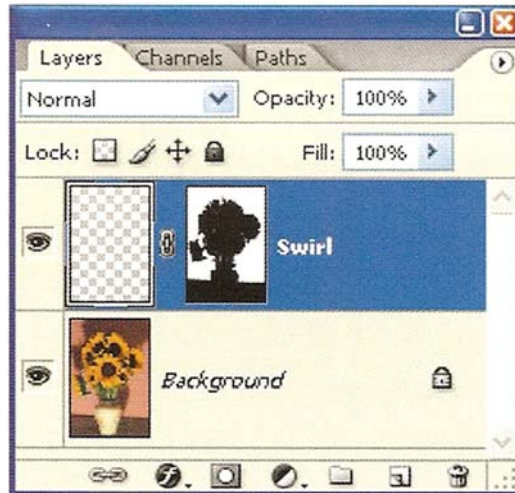 Layers Channels Paths
Normal Opacity: 100%
Lock: Fill: 100%
Swirl
Background